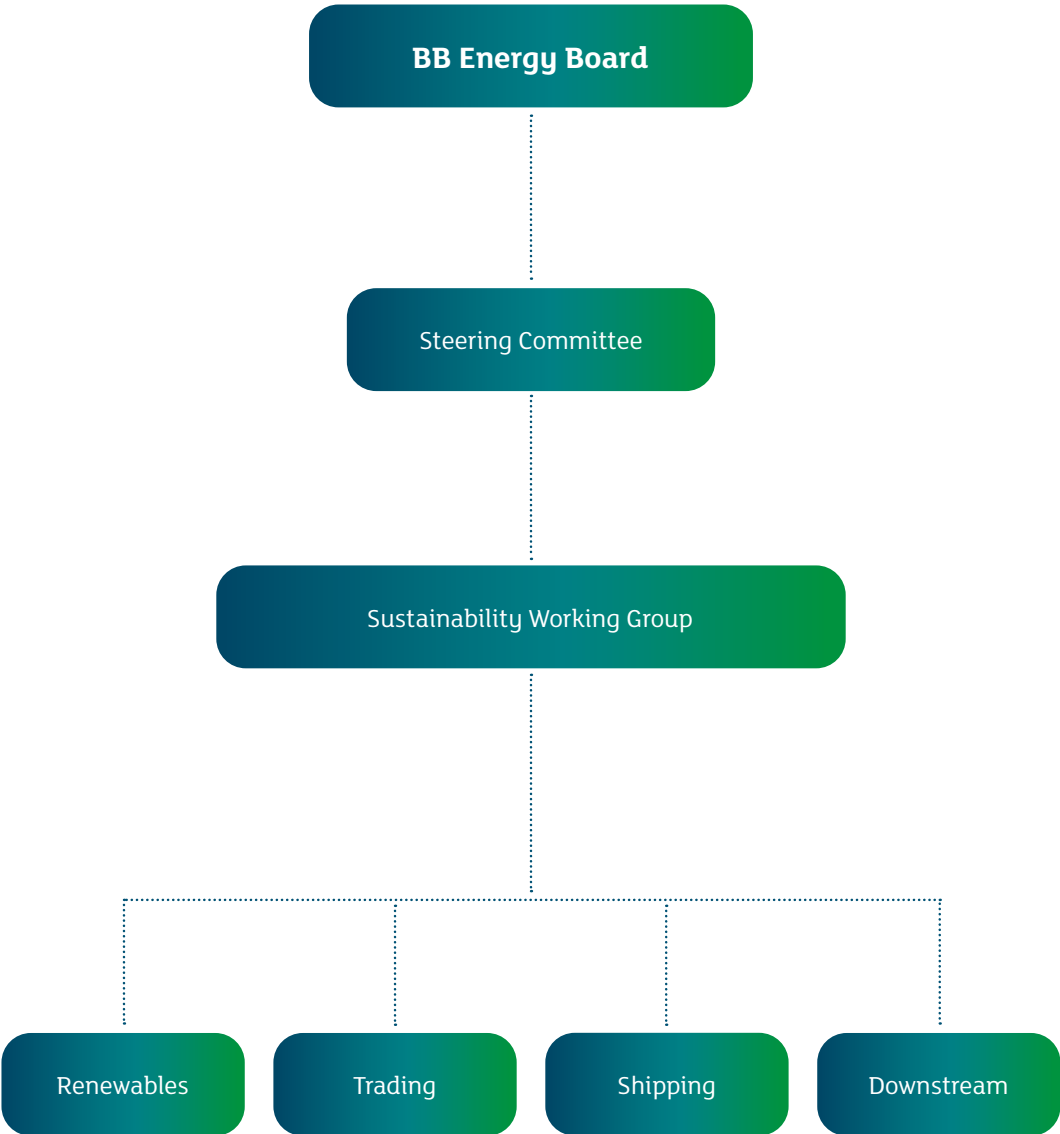 BB Energy Board
Steering Committee
Sustainability Working Group
Renewables
Trading
Shipping
Downstream